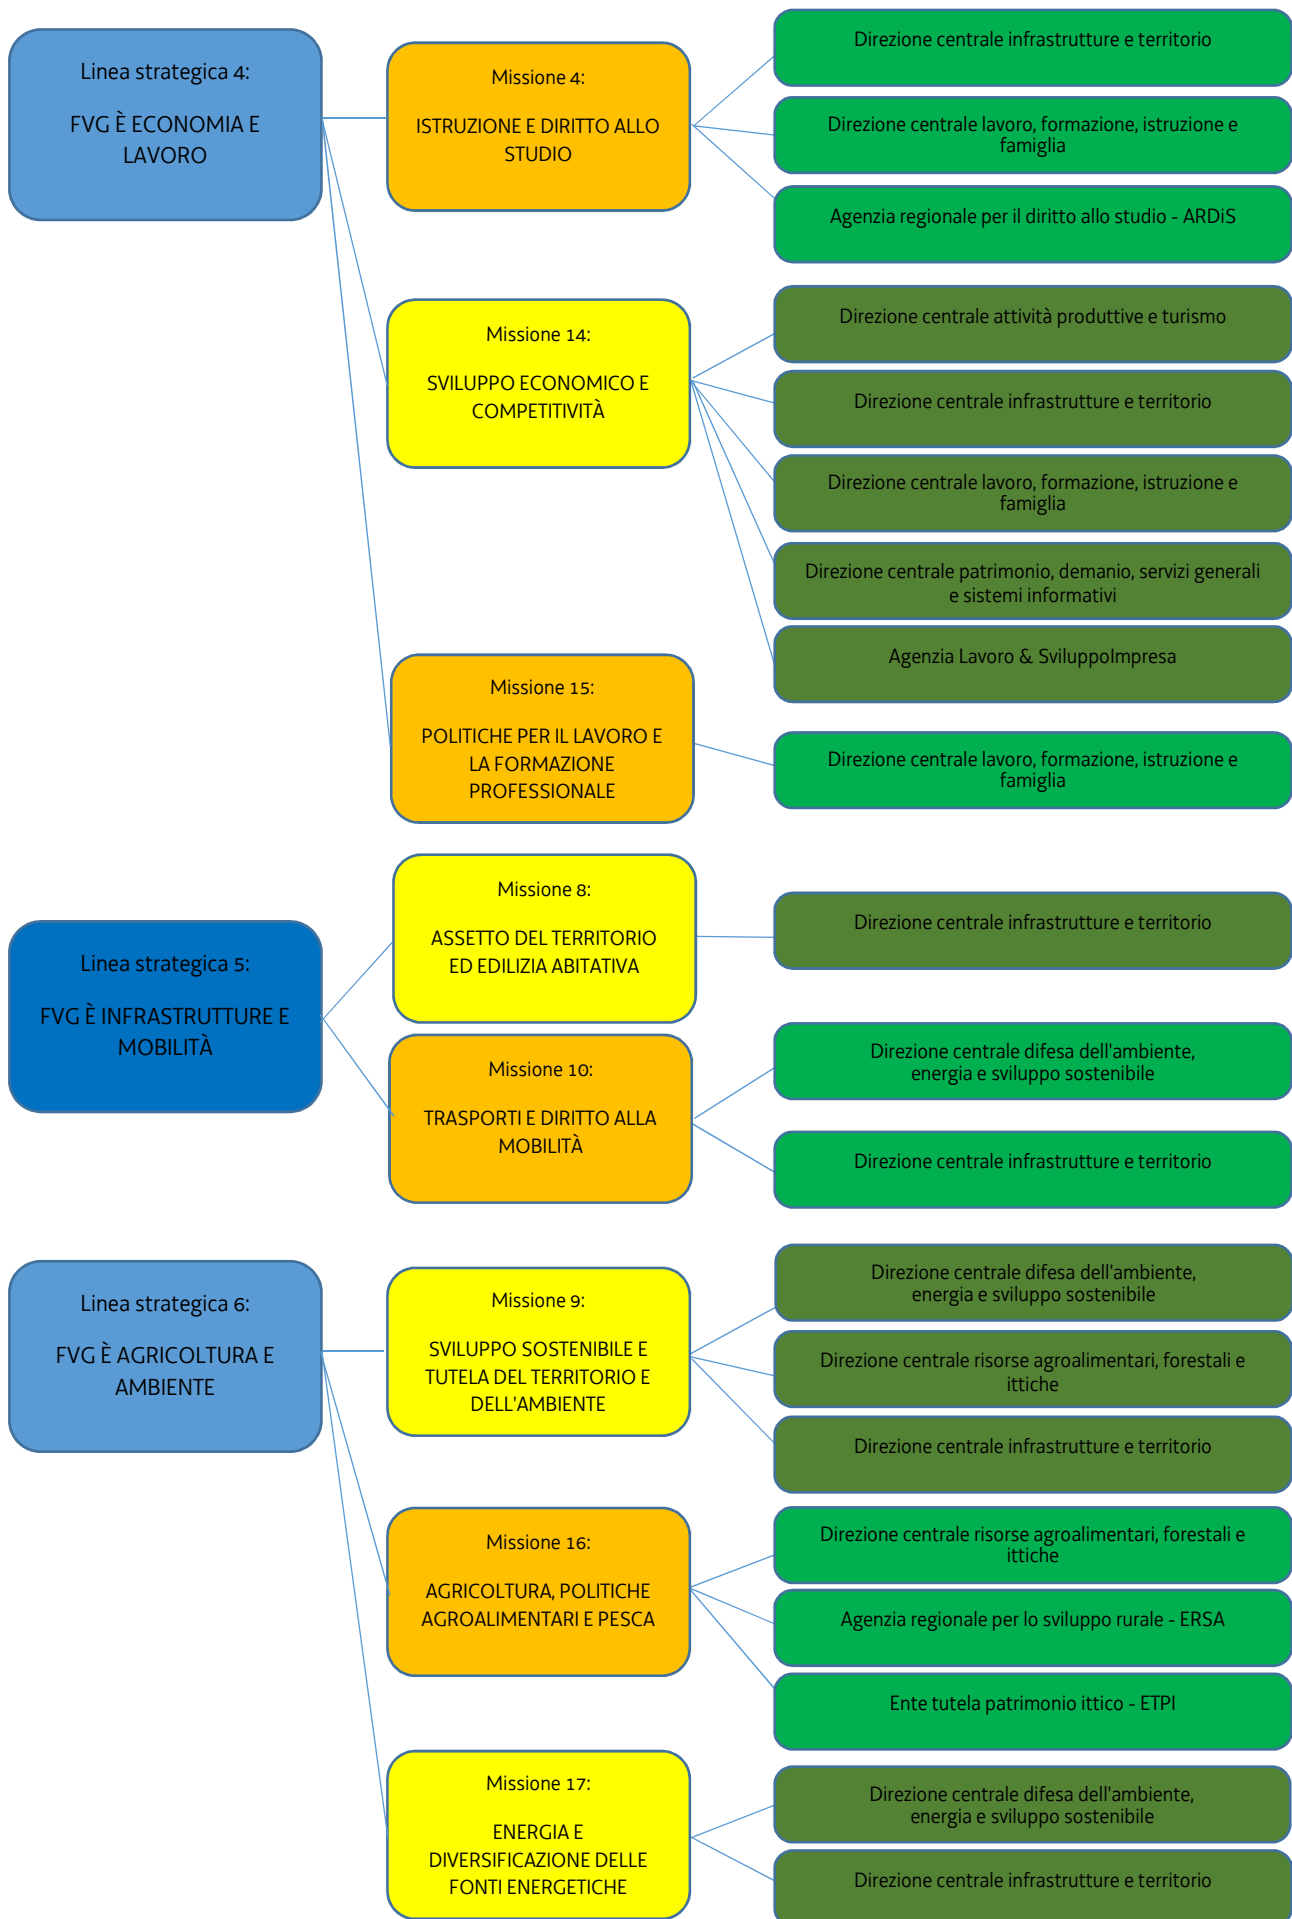 Linea strategica 4:
FVG È ECONOMIA E
LAVORO
Missione 4:
ISTRUZIONE E DIRITTO ALLO
STUDIO
Direzione centrale infrastrutture e territorio
Direzione centrale lavoro, formazione, istruzione e
famiglia
Agenzia regionale per il diritto allo studio - ARDiS
Missione 14:
SVILUPPO ECONOMICO E
COMPETITIVITÀ
Direzione centrale attività produttive e turismo
Direzione centrale infrastrutture e territorio
Direzione centrale lavoro, formazione, istruzione e
famiglia
Direzione centrale patrimonio, demanio, servizi generali
e sistemi informativi
Agenzia Lavoro & SviluppoImpresa
Missione 15:
POLITICHE PER IL LAVORO E
LA FORMAZIONE
PROFESSIONALE
Direzione centrale lavoro, formazione, istruzione e
famiglia
Linea strategica 5:
FVG È INFRASTRUTTURE E
MOBILITÀ
Missione 8:
ASSETTO DEL TERRITORIO
ED EDILIZIA ABITATIVA
Direzione centrale infrastrutture e territorio
Missione 10:
TRASPORTI E DIRITTO ALLA
MOBILITÀ
Direzione centrale difesa dell'ambiente,
energia e sviluppo sostenibile
Direzione centrale infrastrutture e territorio
Linea strategica 6:
FVG È AGRICOLTURA E
AMBIENTE
Missione 9:
SVILUPPO SOSTENIBILE E
TUTELA DEL TERRITORIO E
DELL'AMBIENTE
Direzione centrale difesa dell'ambiente,
energia e sviluppo sostenibile
Direzione centrale risorse agroalimentari, forestali e
ittiche
Direzione centrale infrastrutture e territorio
Missione 16:
AGRICOLTURA, POLITICHE
AGROALIMENTARI E PESCA
Direzione centrale risorse agroalimentari, forestali e
ittiche
Agenzia regionale per lo sviluppo rurale - ERSA
Ente tutela patrimonio ittico - ETPI
Missione 17:
ENERGIA E
DIVERSIFICAZIONE DELLE
FONTI ENERGETICHE
Direzione centrale difesa dell'ambiente,
energia e sviluppo sostenibile
Direzione centrale infrastrutture e territorio